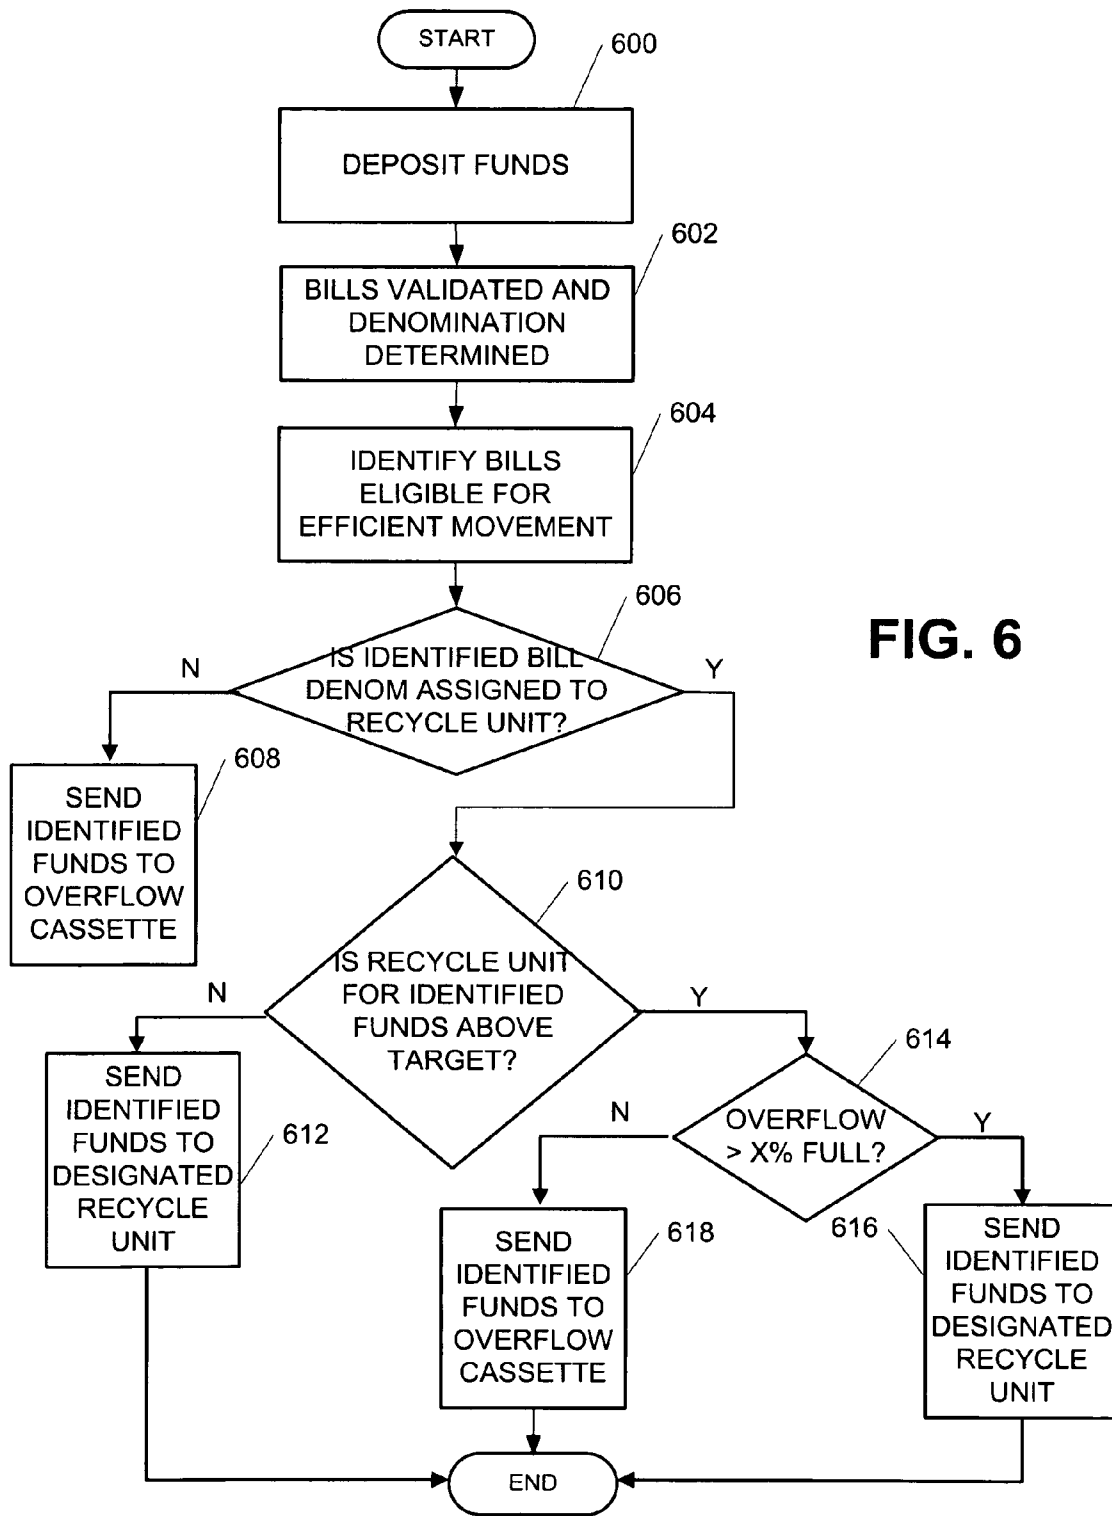 START
600
DEPOSIT FUNDS
602
BILLS VALIDATED AND
DENOMINATION
DETERMINED
604
IDENTIFY BILLS
ELIGIBLE FOR
EFFICIENT MOVEMENT
606
FIG. 6
N
IS IDENTIFIED BILL
DENOM ASSIGNED TO
RECYCLE UNIT?
Y
608
SEND
IDENTIFIED
FUNDS TO
OVERFLOW
CASSETTE
610
N
IS RECYCLE UNIT
FOR IDENTIFIED
FUNDS ABOVE
TARGET?
Y
614
SEND
IDENTIFIED
FUNDS TO
DESIGNATED
RECYCLE
UNIT
612
N
OVERFLOW
> X% FULL?
Y
SEND
IDENTIFIED
FUNDS TO
OVERFLOW
CASSETTE
618
616
SEND
IDENTIFIED
FUNDS TO
DESIGNATED
RECYCLE
UNIT
END